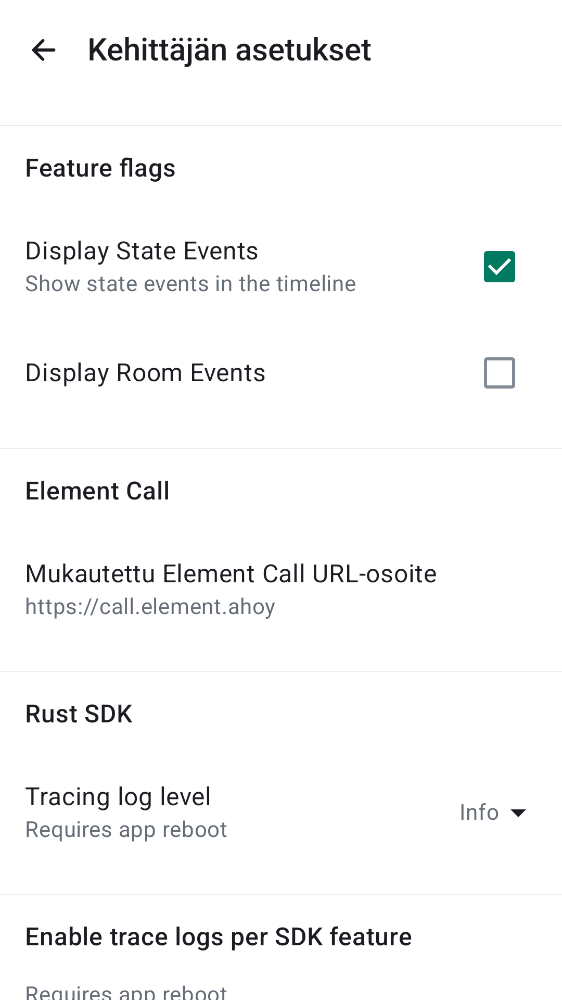 Kehittäjän asetukset
Feature flags
Display State Events
Show state events in the timeline
Display Room Events
Element Call
Mukautettu Element Call URL-osoite
https://call.element.ahoy
Rust SDK
Tracing log level
Requires app reboot
Info
Enable trace logs per SDK feature
Requires app reboot